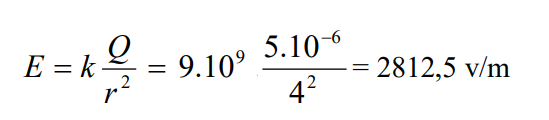 E = k Q/r² = 9.10⁹ 5.10⁻⁶/4² = 2812,5 v/m